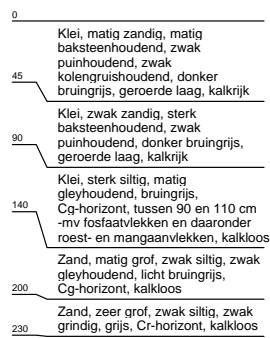 0
Klei, matig zandig, matig
baksteenhoudend, zwak
puinhoudend, zwak
kolengruishoudend, donker
bruingrijs, geroerde laag, kalkrijk
45
Klei, zwak zandig, sterk
baksteenhoudend, zwak
puinhoudend, donker bruingrijs,
geroerde laag, kalkrijk
90
Klei, sterk siltig, matig
gleyhoudend, bruingrijs,
Cg-horizont, tussen 90 en 110 cm
-mv fosfaatvlekken en daaronder
roest- en mangaanvlekken, kalkloos
140
Zand, matig grof, zwak siltig, zwak
gleyhoudend, licht bruingrijs,
Cg-horizont, kalkloos
200
Zand, zeer grof, zwak siltig, zwak
grindig, grijs, Cr-horizont, kalkloos
230